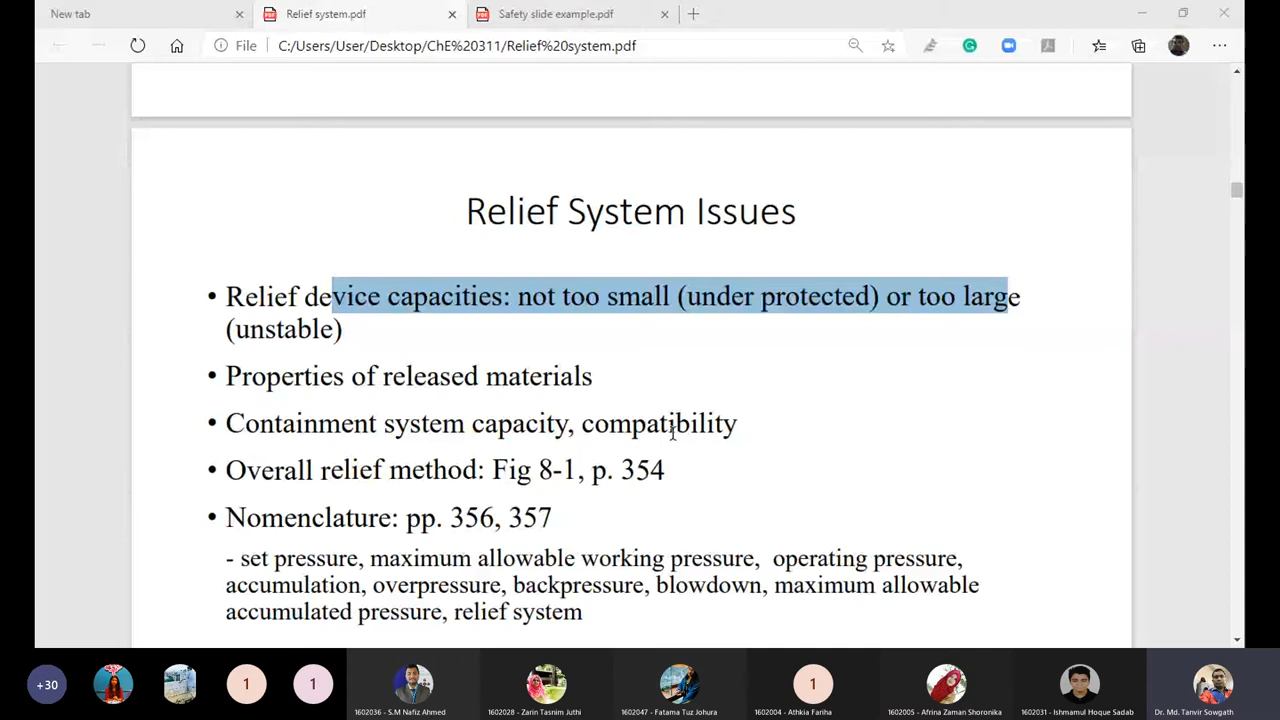 New tab
Relief system.pdf
Safety slide example.pdf
File
C:/Users/User/Desktop/ChE%20311/Relief%20system.pdf
Relief System Issues
• Relief device capacities: not too small (under protected) or too large
(unstable)
• Properties of released materials
• Containment system capacity, compatibility
• Overall relief method: Fig 8-1, p. 354
• Nomenclature: pp. 356, 357
- set pressure, maximum allowable working pressure, operating pressure,
accumulation, overpressure, backpressure, blowdown, maximum allowable
accumulated pressure, relief system
+30
1
1
1
1602036 - S.M Nafiz Ahmed
1602028 - Zarin Tasnim Juthi
1602047 - Fatama Tuz Johura
1602004 - Athkia Fariha
1602005 - Afrina Zaman Shoronika
1602031 - Ishmamul Hoque Sadab
Dr. Md. Tanvir Sowgath